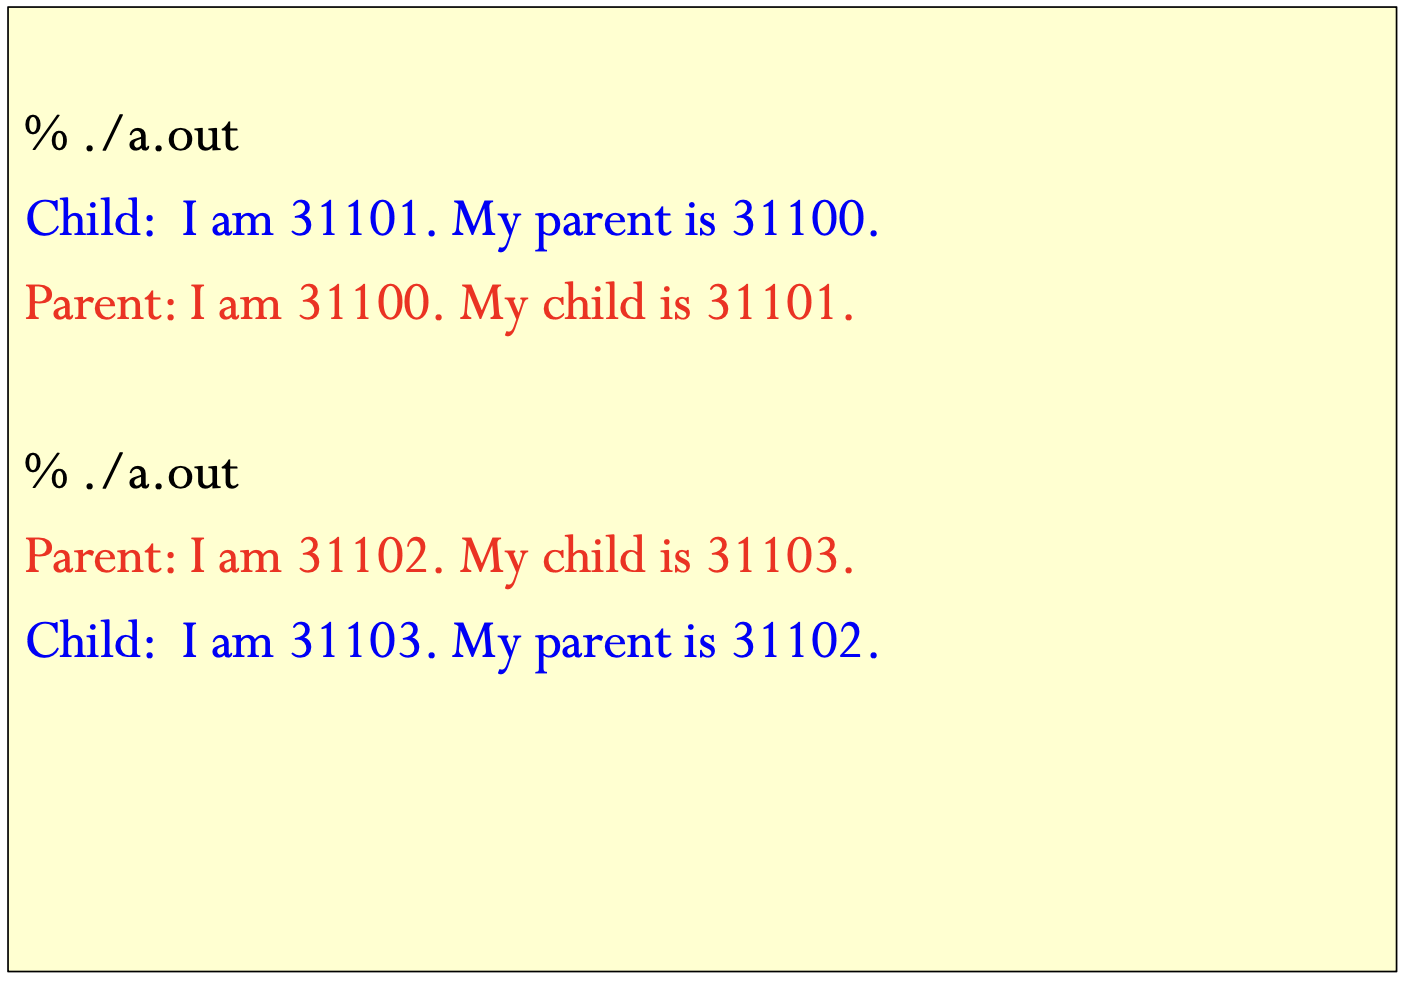 % ./a.out
Child:  I am 31101. My parent is 31100.
Parent: I am 31100. My child is 31101.
% ./a.out
Parent: I am 31102. My child is 31103.
Child:  I am 31103. My parent is 31102.